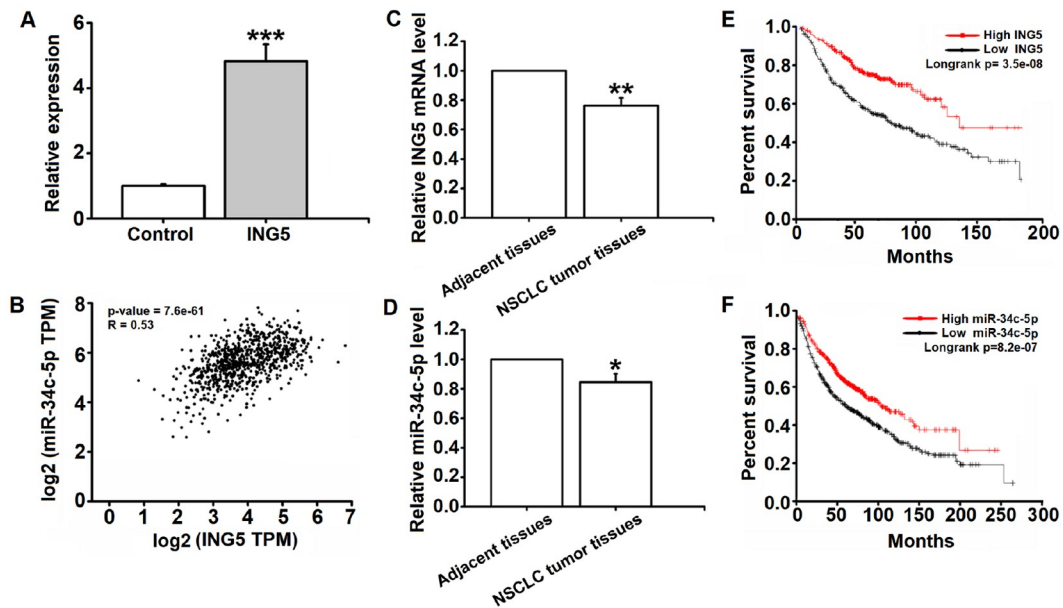 A
Relative expression
6
4
2
0
***
Control
ING5
B
log2 (miR-34c-5p TPM)
8
7
6
5
4
3
2
1
0
p-value = 7.6e-61
R = 0.53
0 1 2 3 4 5 6 7
log2 (ING5 TPM)
C
Relative ING5 mRNA level
1.4
1.2
1.0
0.8
0.6
0.4
0.2
0.0
**
Adjacent tissues
NSCLC tumor tissues
D
Relative miR-34c-5p level
1.2
1.0
0.8
0.6
0.4
0.2
0.0
*
Adjacent tissues
NSCLC tumor tissues
E
Percent survival
1.0
0.8
0.6
0.4
0.2
0.0
High ING5
Low ING5
Longrank p= 3.5e-08
0 50 100 150 200
Months
F
Percent survival
1.0
0.8
0.6
0.4
0.2
0.0
High miR-34c-5p
Low miR-34c-5p
Longrank p=8.2e-07
0 50 100 150 200 250 300
Months